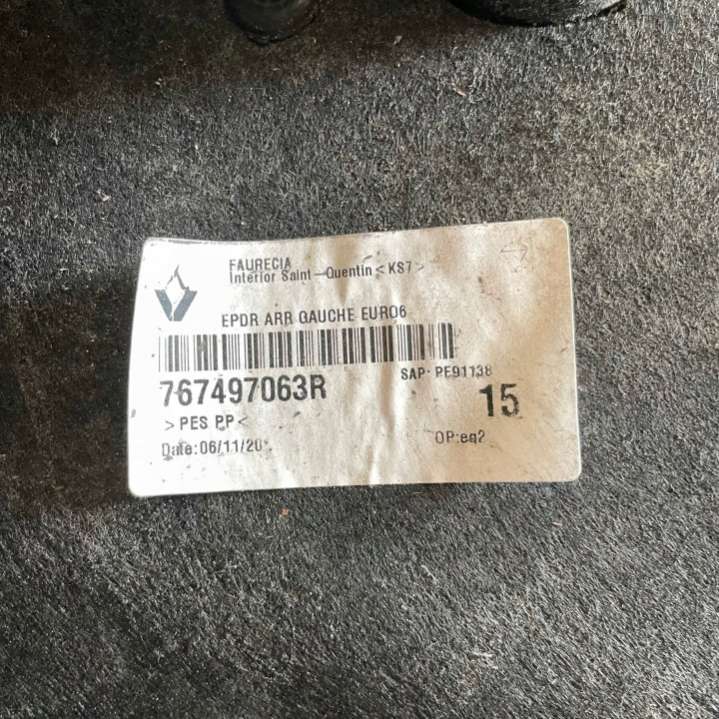 FAURECIA
Interior Saint-Quentin <KS7>
EPDR ARR GAUCHE EURO6
SAP: PE91138
767497063R
15
>PES PP<
OP:eq2
Date:06/11/20